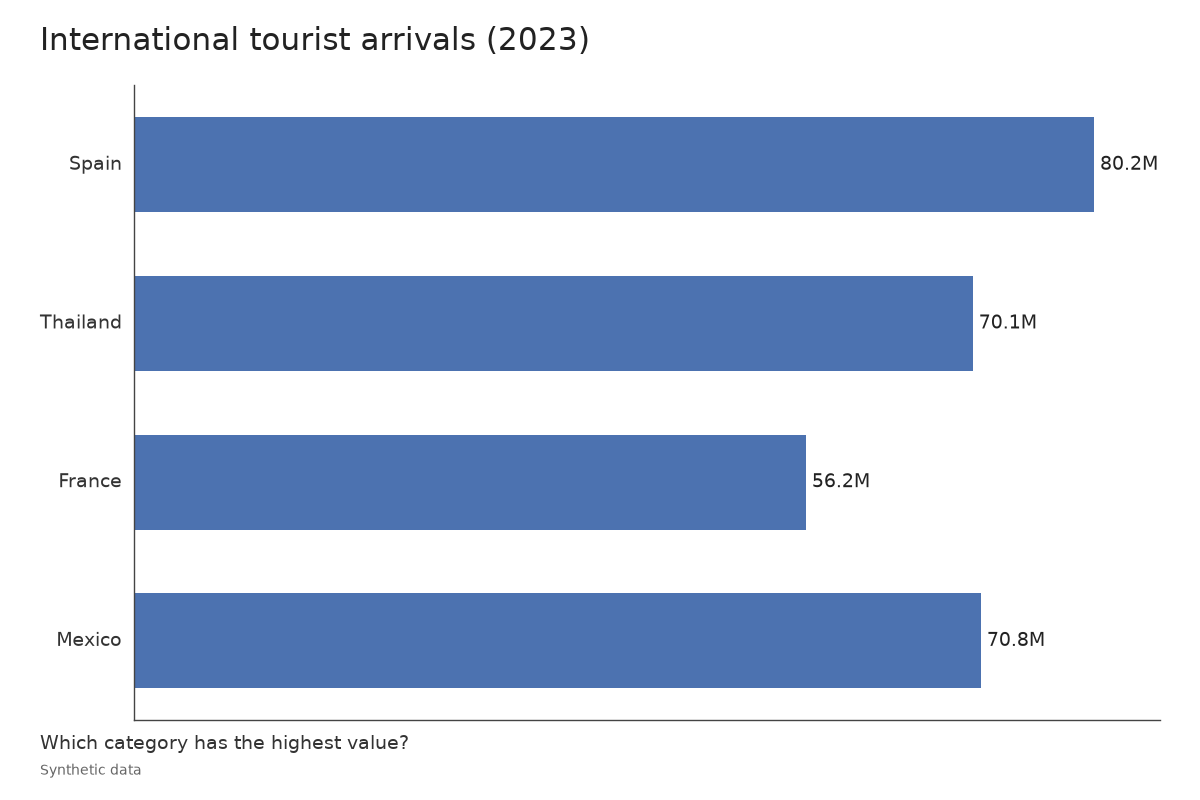 International tourist arrivals (2023)
Spain 80.2M
Thailand 70.1M
France 56.2M
Mexico 70.8M
Which category has the highest value?
Synthetic data